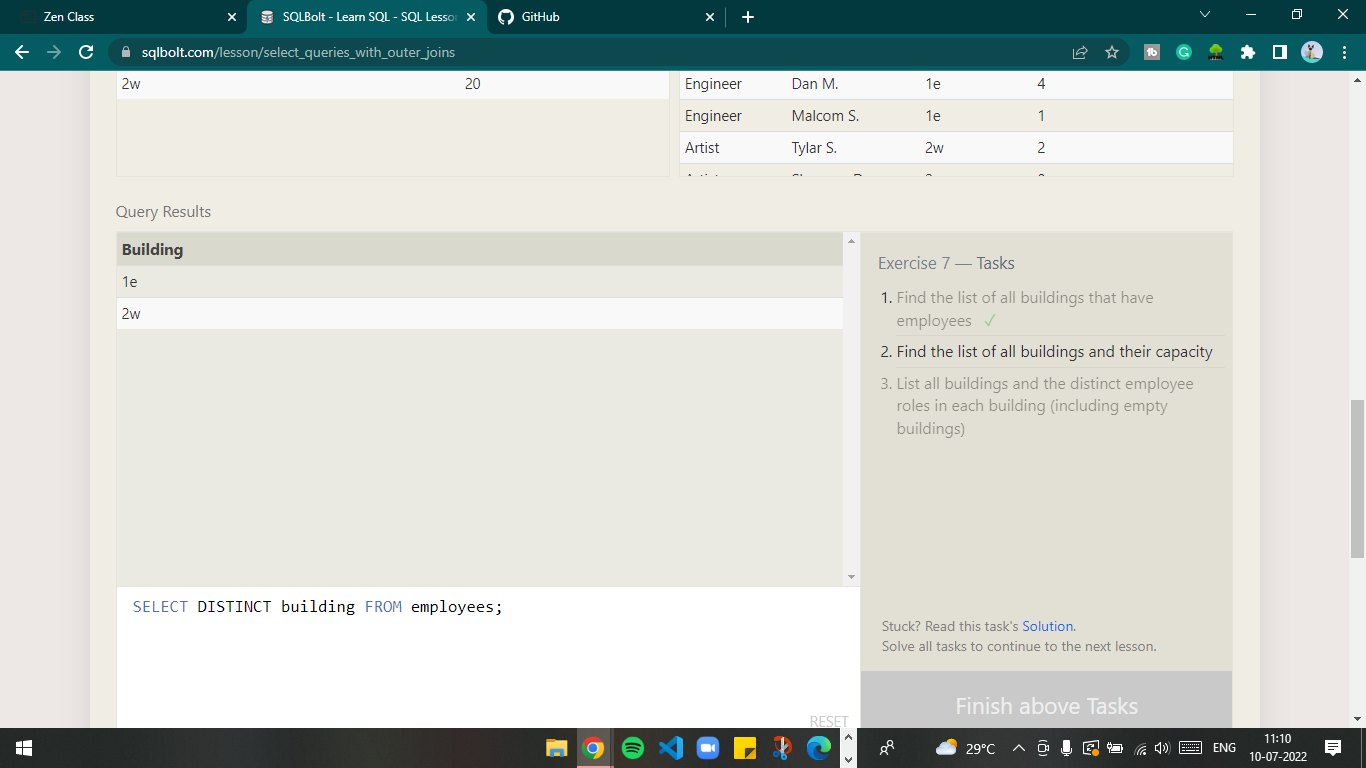 Zen Class
SQLBolt - Learn SQL - SQL Lesson
GitHub
sqlbolt.com/lesson/select_queries_with_outer_joins
2w 20
Engineer Dan M. 1e 4
Engineer Malcom S. 1e 1
Artist Tylar S. 2w 2
Query Results
Building
1e
2w
Exercise 7 — Tasks
1. Find the list of all buildings that have
employees ✓
2. Find the list of all buildings and their capacity
3. List all buildings and the distinct employee
roles in each building (including empty
buildings)
SELECT DISTINCT building FROM employees;
Stuck? Read this task's Solution.
Solve all tasks to continue to the next lesson.
RESET
Finish above Tasks
29°C
ENG
11:10
10-07-2022